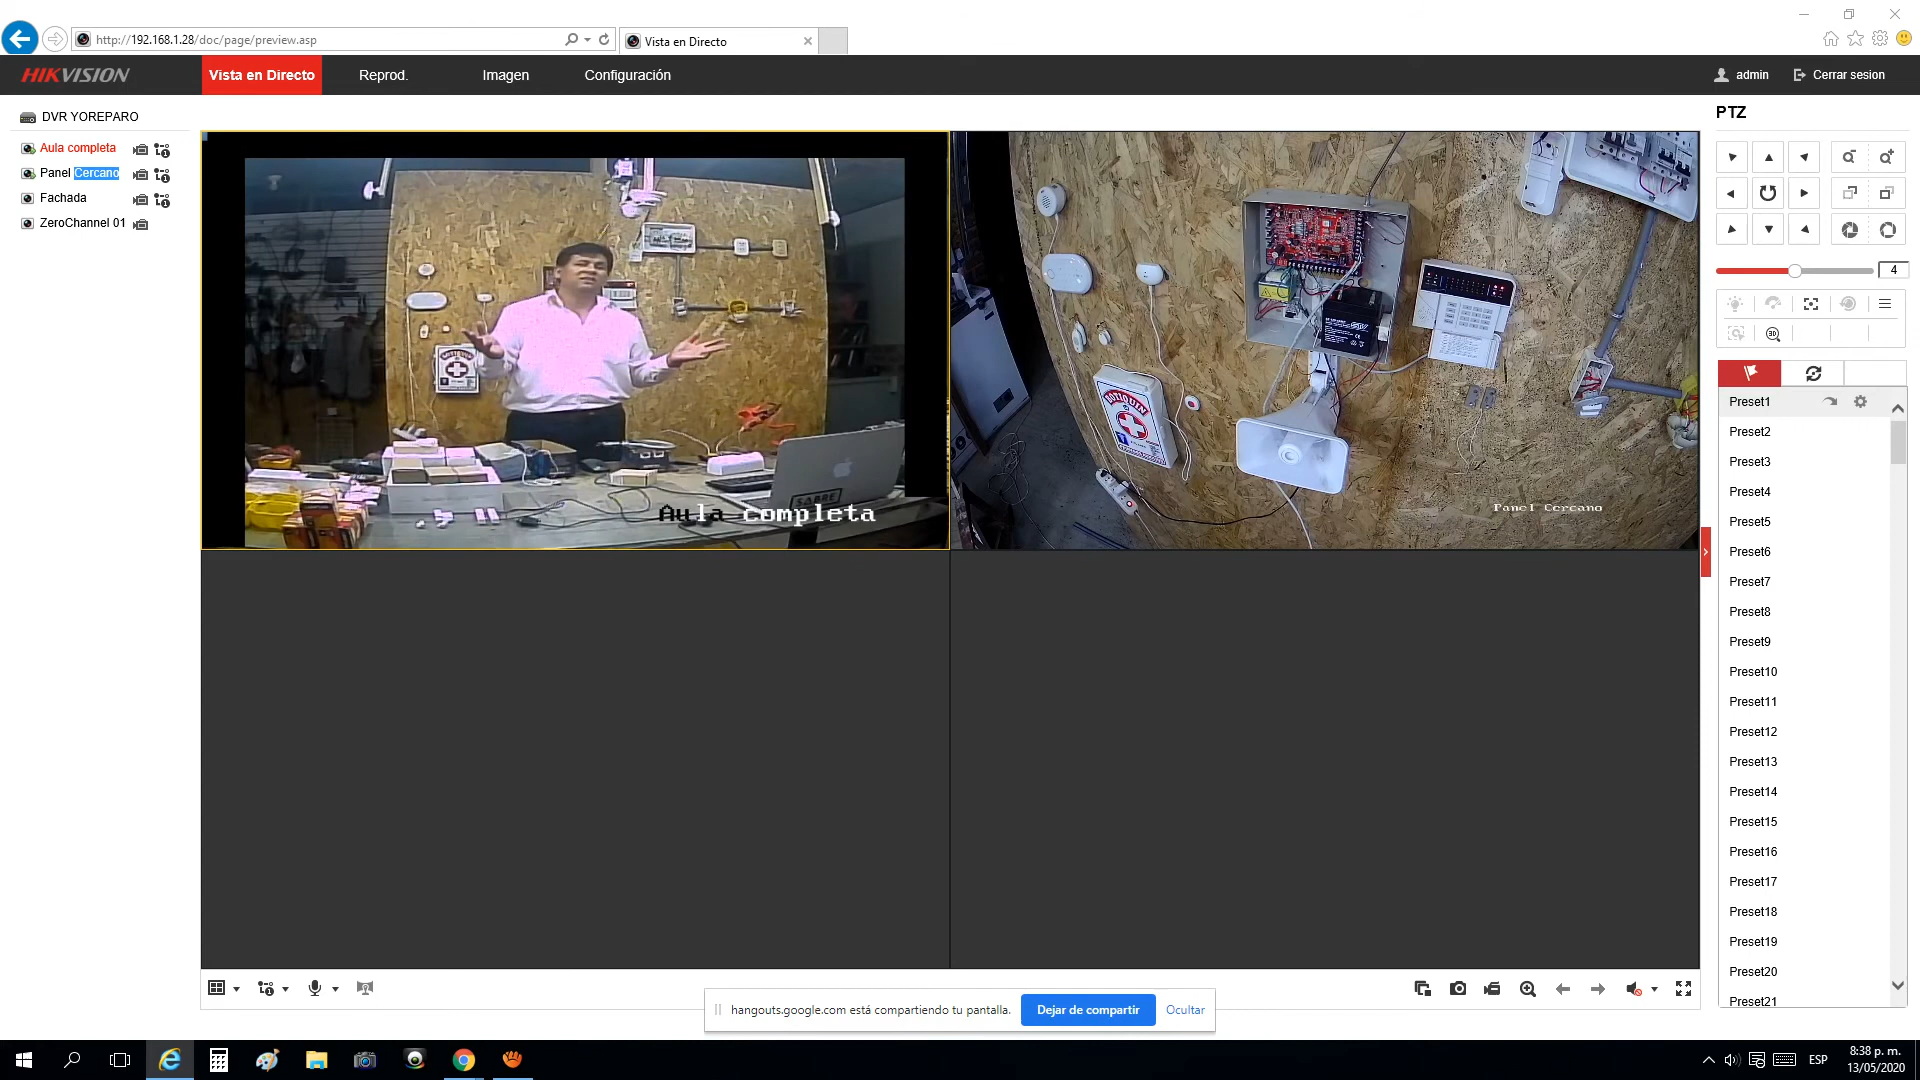 http://192.168.1.28/doc/page/preview.asp
Vista en Directo
HIKVISION
Vista en Directo
Reprod.
Imagen
Configuración
admin
Cerrar sesion
DVR YOREPARO
Aula completa
Panel Cercano
Fachada
ZeroChannel 01
PTZ
4
BOTIQUIN
SABRE
Aula completa
BOTIQUIN
Panel Cercano
Preset1
Preset2
Preset3
Preset4
Preset5
Preset6
Preset7
Preset8
Preset9
Preset10
Preset11
Preset12
Preset13
Preset14
Preset15
Preset16
Preset17
Preset18
Preset19
Preset20
Preset21
hangouts.google.com está compartiendo tu pantalla.
Dejar de compartir
Ocultar
ESP
8:38 p. m.
13/05/2020